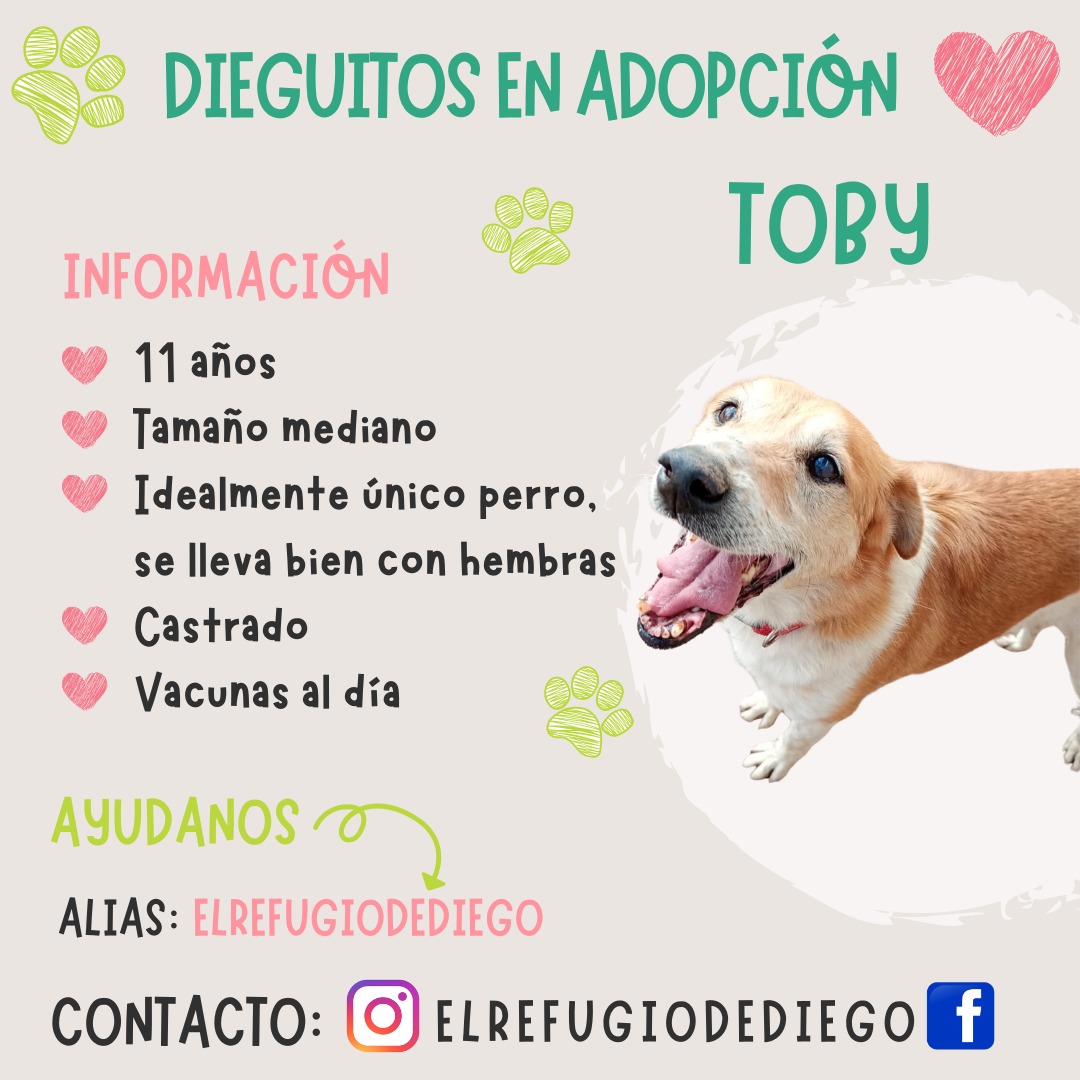 DIEGUITOS EN ADOPCIÓN
TOBY
INFORMACIÓN
11 años
Tamaño mediano
Idealmente único perro,
se lleva bien con hembras
Castrado
Vacunas al día
AYUDANOS
ALIAS: ELREFUGIODEDIEGO
CONTACTO: ELREFUGIODEDIEGO